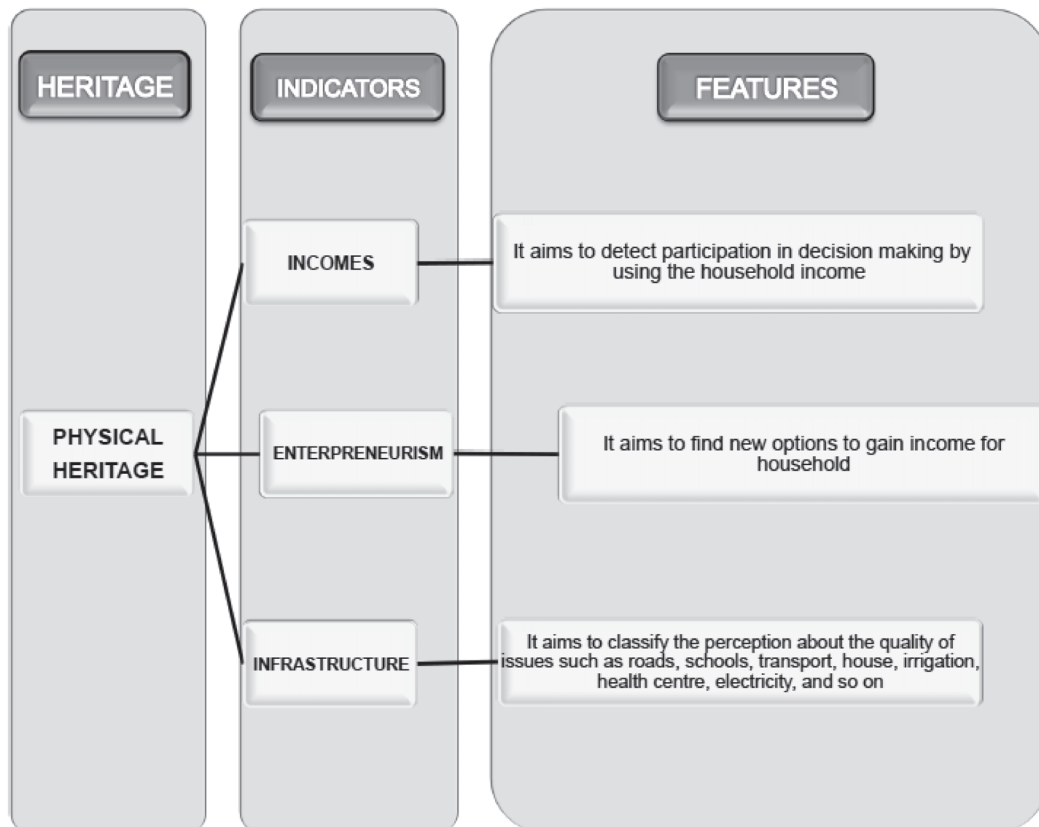 HERITAGE
INDICATORS
FEATURES
INCOMES
It aims to detect participation in decision making by
using the household income
PHYSICAL
HERITAGE
ENTERPRENEURISM
It aims to find new options to gain income for
household
INFRASTRUCTURE
It aims to classify the perception about the quality of
issues such as roads, schools, transport, house, irrigation,
health centre, electricity, and so on